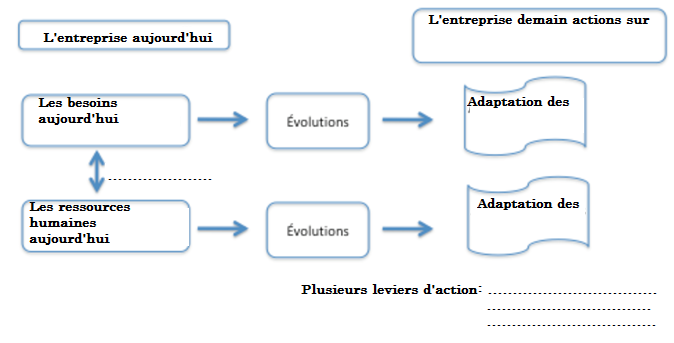 L'entreprise aujourd'hui
L'entreprise demain actions sur
Les besoins
aujourd'hui
Évolutions
Adaptation des
.......................
Les ressources
humaines
aujourd'hui
Évolutions
Adaptation des
Plusieurs leviers d'action: ......................................
.....................................
......................................